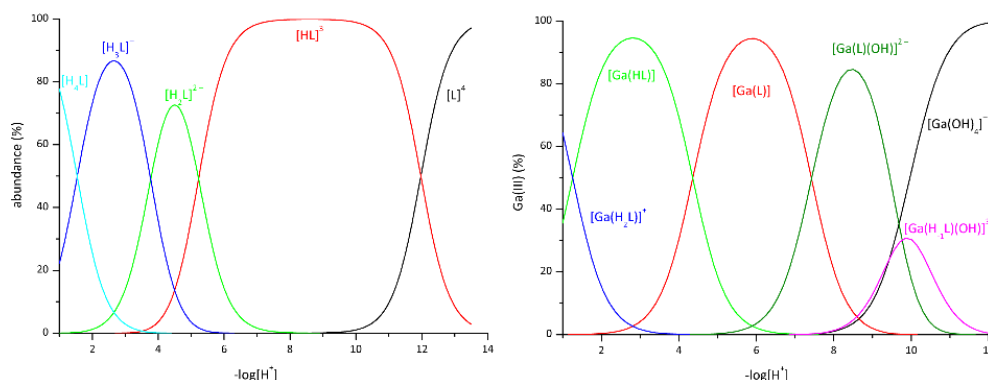 100
80
60
40
20
0
abundance (%)
[H₄L]
[H₃L]⁻
[H₂L]²⁻
[HL]³
[L]⁴
2 4 6 8 10 12 14
-log[H⁺]
100
80
60
40
20
0
Ga(III) (%)
[Ga(HL)]
[Ga(L)]
[Ga(L)(OH)]²⁻
[Ga(OH)₄]⁻
[Ga(H₂L)]⁺
[Ga(H₋₁L)(OH)]³
2 4 6 8 10
-log[H⁺]